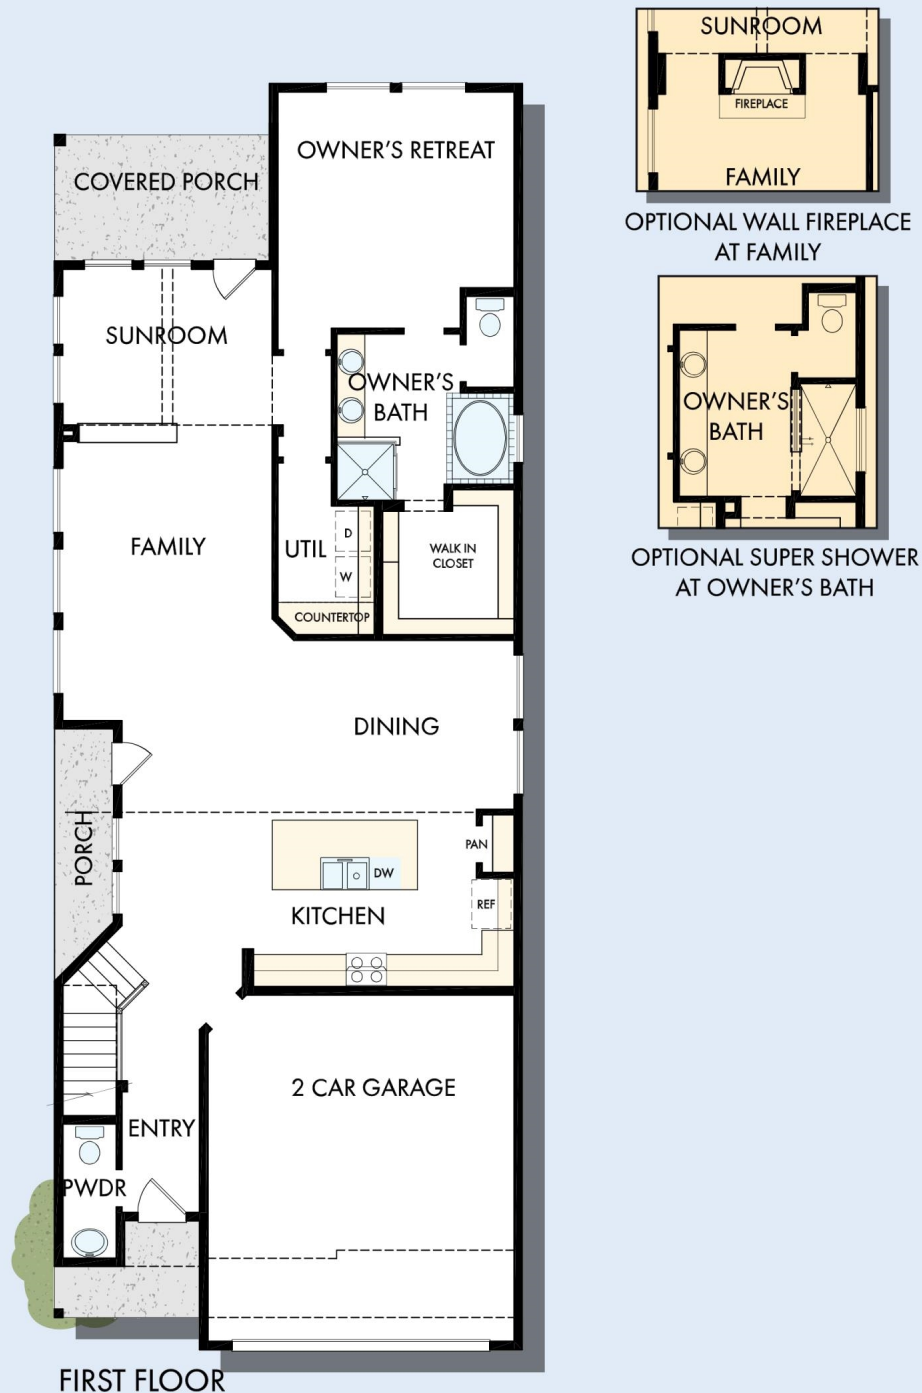 OWNER'S RETREAT
COVERED PORCH
SUNROOM
OWNER'S
BATH
FAMILY
UTIL
D
W
WALK IN
CLOSET
COUNTERTOP
DINING
PORCH
PAN
DW
REF
KITCHEN
2 CAR GARAGE
ENTRY
PWDR
FIRST FLOOR
SUNROOM
FIREPLACE
FAMILY
OPTIONAL WALL FIREPLACE
AT FAMILY
OWNER'S
BATH
OPTIONAL SUPER SHOWER
AT OWNER'S BATH